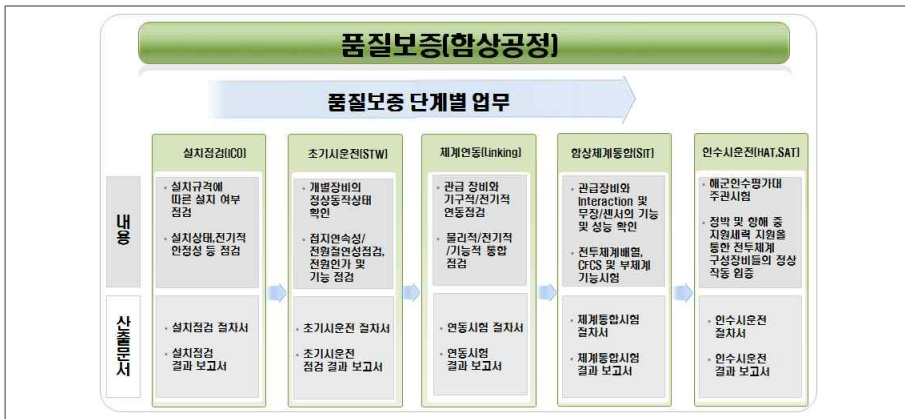 품질보증(함상공정)
품질보증 단계별 업무
설치점검(ICO)
초기시운전(STW)
체계연동(Linking)
함상체계통합(SIT)
인수시운전(HAT,SAT)
내용
• 설치규격에
따른 설치 여부
점검
• 설치상태,전기적
안정성 등 점검
• 개별장비의
정상동작상태
확인
• 접지연속성/
전원절연성점검,
전원인가 및
기능 점검
• 관급 장비와
기구적/전기적
연동점검
• 물리적/전기적
/기능적 통합
점검
• 관급장비와
Interaction 및
무장/센서의 기능
및 성능 확인
• 전투체계배열,
CFCS 및 부체계
기능시험
• 해군인수평가대
주관시험
• 정박 및 항해 중
지원세력 지원을
통한 전투체계
구성장비들의 정상
작동 입증
산출문서
• 설치점검 절차서
• 설치점검
결과 보고서
• 초기시운전 절차서
• 초기시운전
점검 결과 보고서
• 연동시험 절차서
• 연동시험
결과 보고서
• 체계통합시험
절차서
• 체계통합시험
결과 보고서
• 인수시운전
절차서
• 인수시운전
결과 보고서